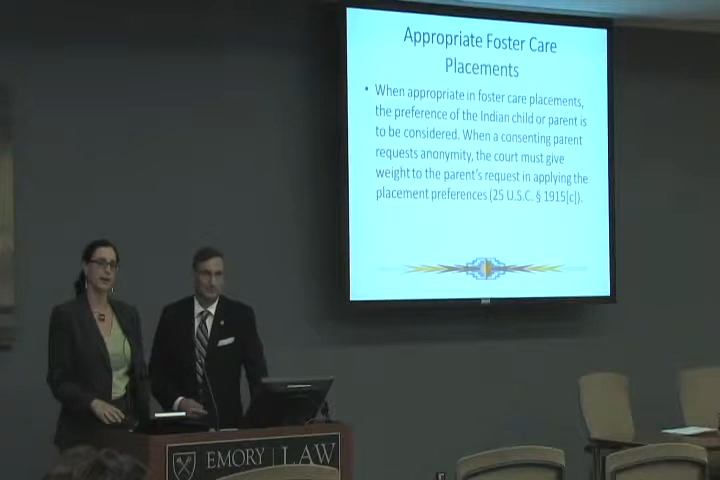 Appropriate Foster Care
Placements
• When appropriate in foster care placements,
the preference of the Indian child or parent is
to be considered. When a consenting parent
requests anonymity, the court must give
weight to the parent's request in applying the
placement preferences (25 U.S.C. § 1915[c]).
EMORY | LAW